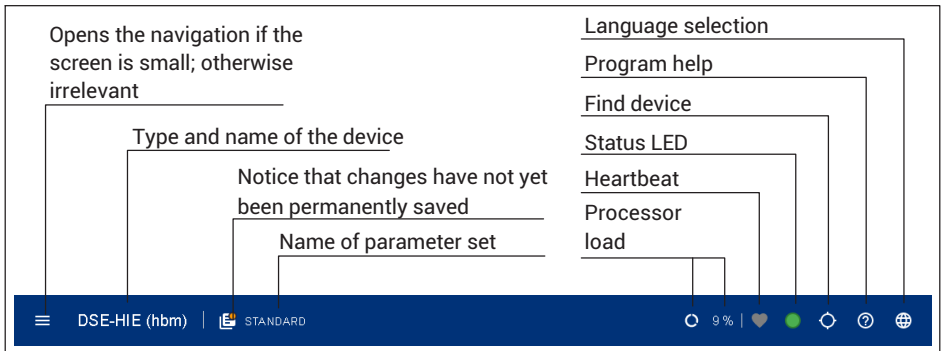 Opens the navigation if the
screen is small; otherwise
irrelevant
Type and name of the device
Notice that changes have not yet
been permanently saved
Name of parameter set
Language selection
Program help
Find device
Status LED
Heartbeat
Processor
load
DSE-HIE (hbm)
STANDARD
9 %